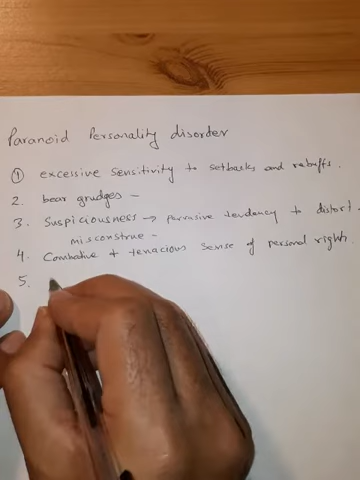 Paranoid Personality disorder
① excessive sensitivity to setbacks and rebuffs.
2. bear grudges -
3. Suspiciousness → pervasive tendency to distort -
misconstrue -
4. Combative + tenacious sense of personal rights.
5.